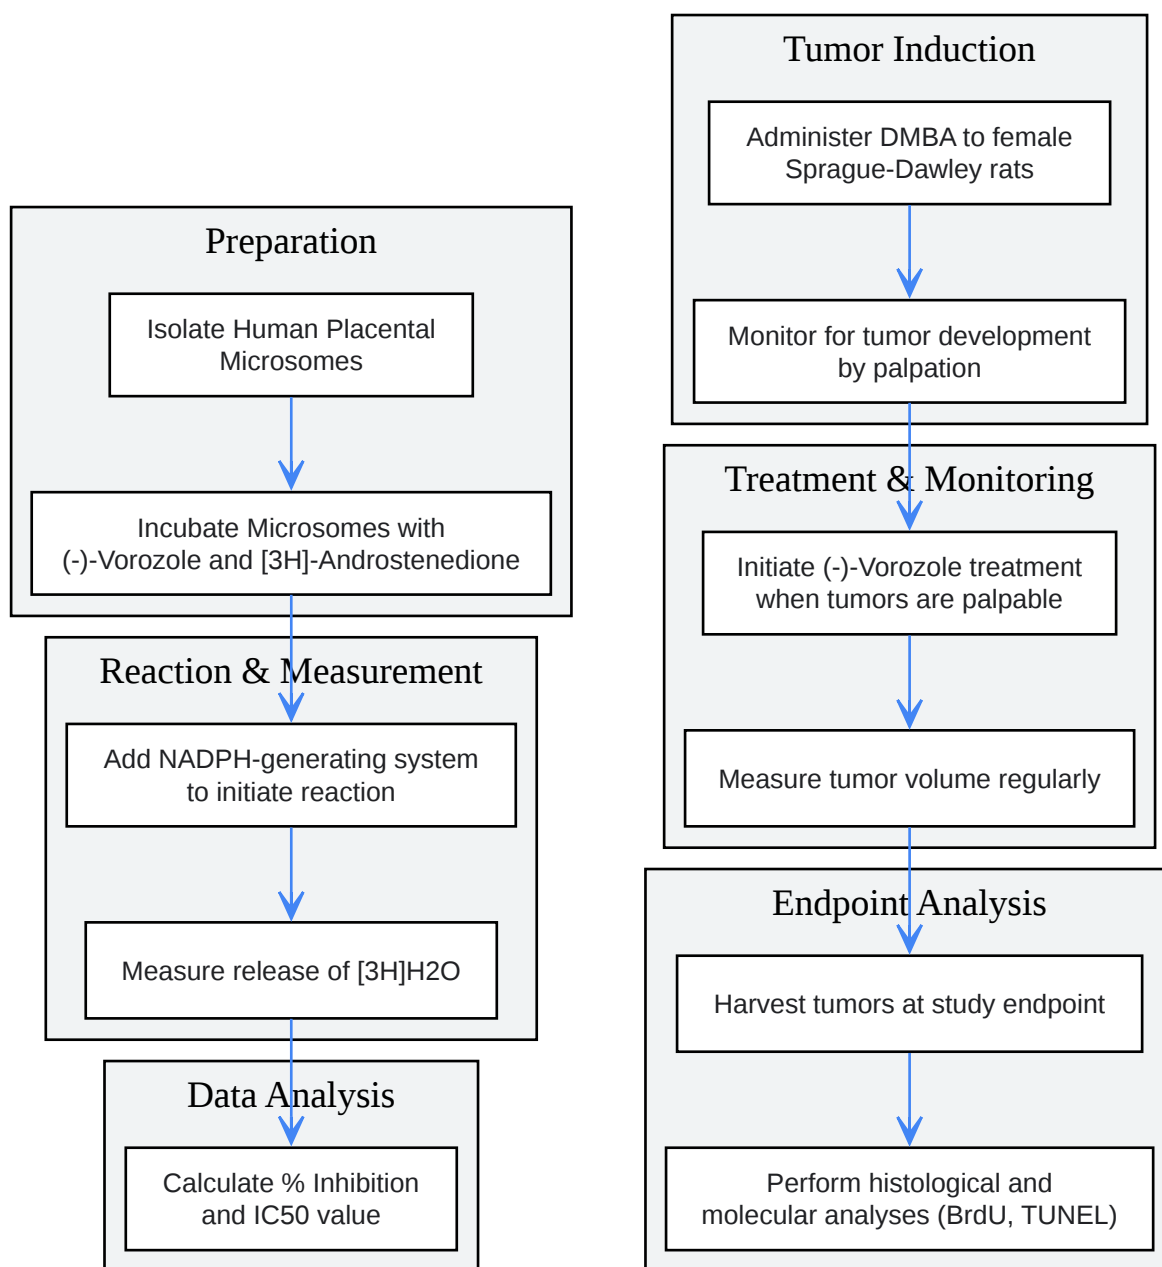 Preparation
Isolate Human Placental
Microsomes
Incubate Microsomes with
(-)-Vorozole and [3H]-Androstenedione
Reaction & Measurement
Add NADPH-generating system
to initiate reaction
Measure release of [3H]H2O
Data Analysis
Calculate % Inhibition
and IC50 value
Tumor Induction
Administer DMBA to female
Sprague-Dawley rats
Monitor for tumor development
by palpation
Treatment & Monitoring
Initiate (-)-Vorozole treatment
when tumors are palpable
Measure tumor volume regularly
Endpoint Analysis
Harvest tumors at study endpoint
Perform histological and
molecular analyses (BrdU, TUNEL)